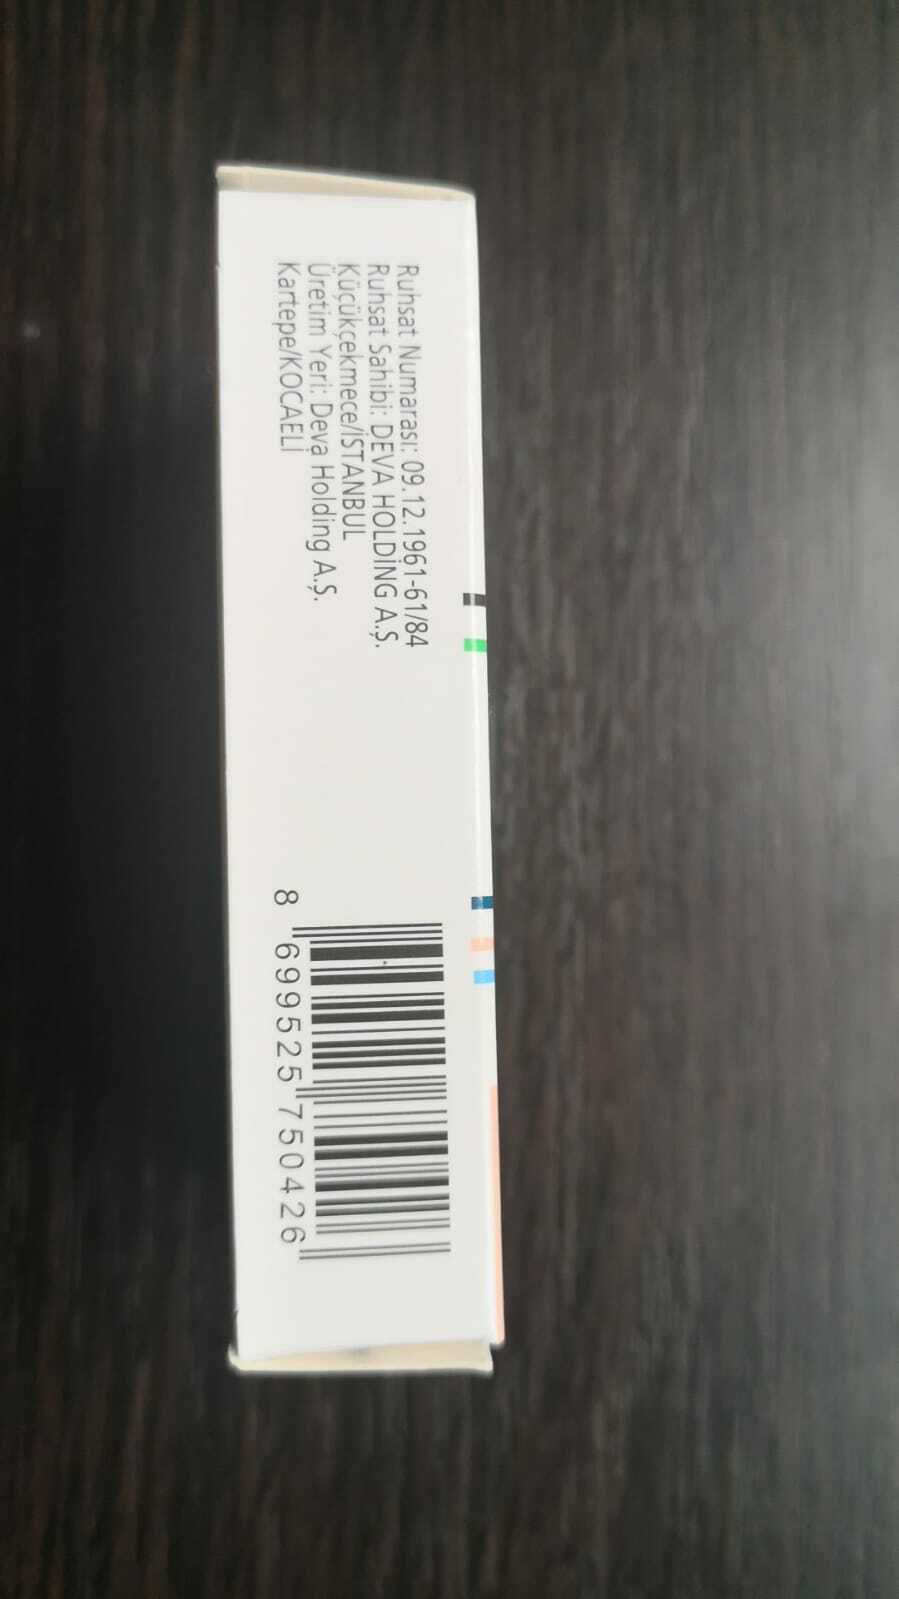 Ruhsat Numarası: 09.12.1961-61/84
Ruhsat Sahibi: DEVA HOLDİNG A.Ş.
Küçükçekmece/İSTANBUL
Üretim Yeri: Deva Holding A.Ş.
Kartepe/KOCAELİ
8 699525 750426